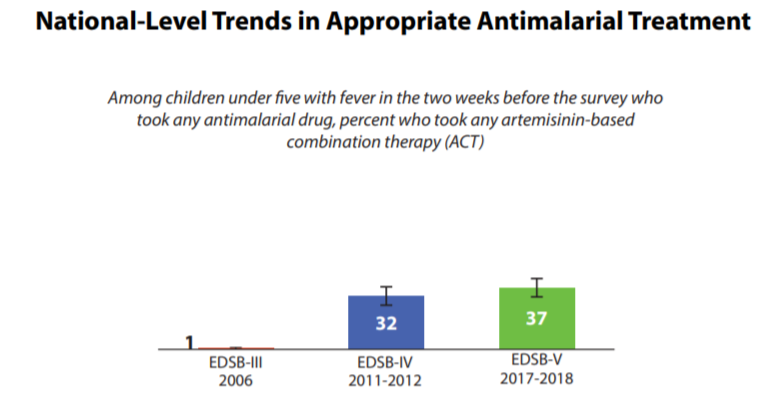 National-Level Trends in Appropriate Antimalarial Treatment
Among children under five with fever in the two weeks before the survey who
took any antimalarial drug, percent who took any artemisinin-based
combination therapy (ACT)
1
32
37
EDSB-III
2006
EDSB-IV
2011-2012
EDSB-V
2017-2018